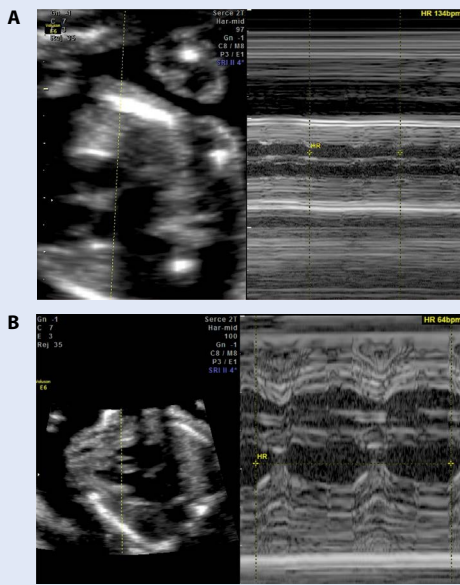 A
Gn -1
C 7
E6
Serce 2T
Har-mid
97
Gn -1
C8 / M8
P3 / E1
SRI II 4*
HR 134bpm
HR
B
Gn -1
C 7
E 3
Rej 35
E6
Serce 2T
Har-mid
100
Gn -1
C8 / M8
P3 / E1
SRI II 4*
HR 64bpm
HR